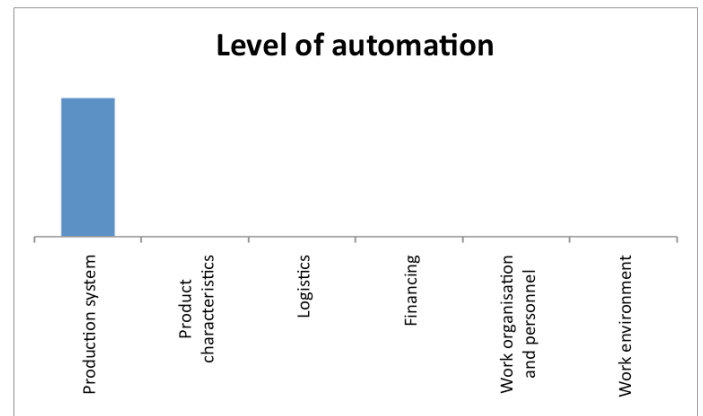 Level of automation
Production system
Product
characteristics
Logistics
Financing
Work organisation
and personnel
Work environment